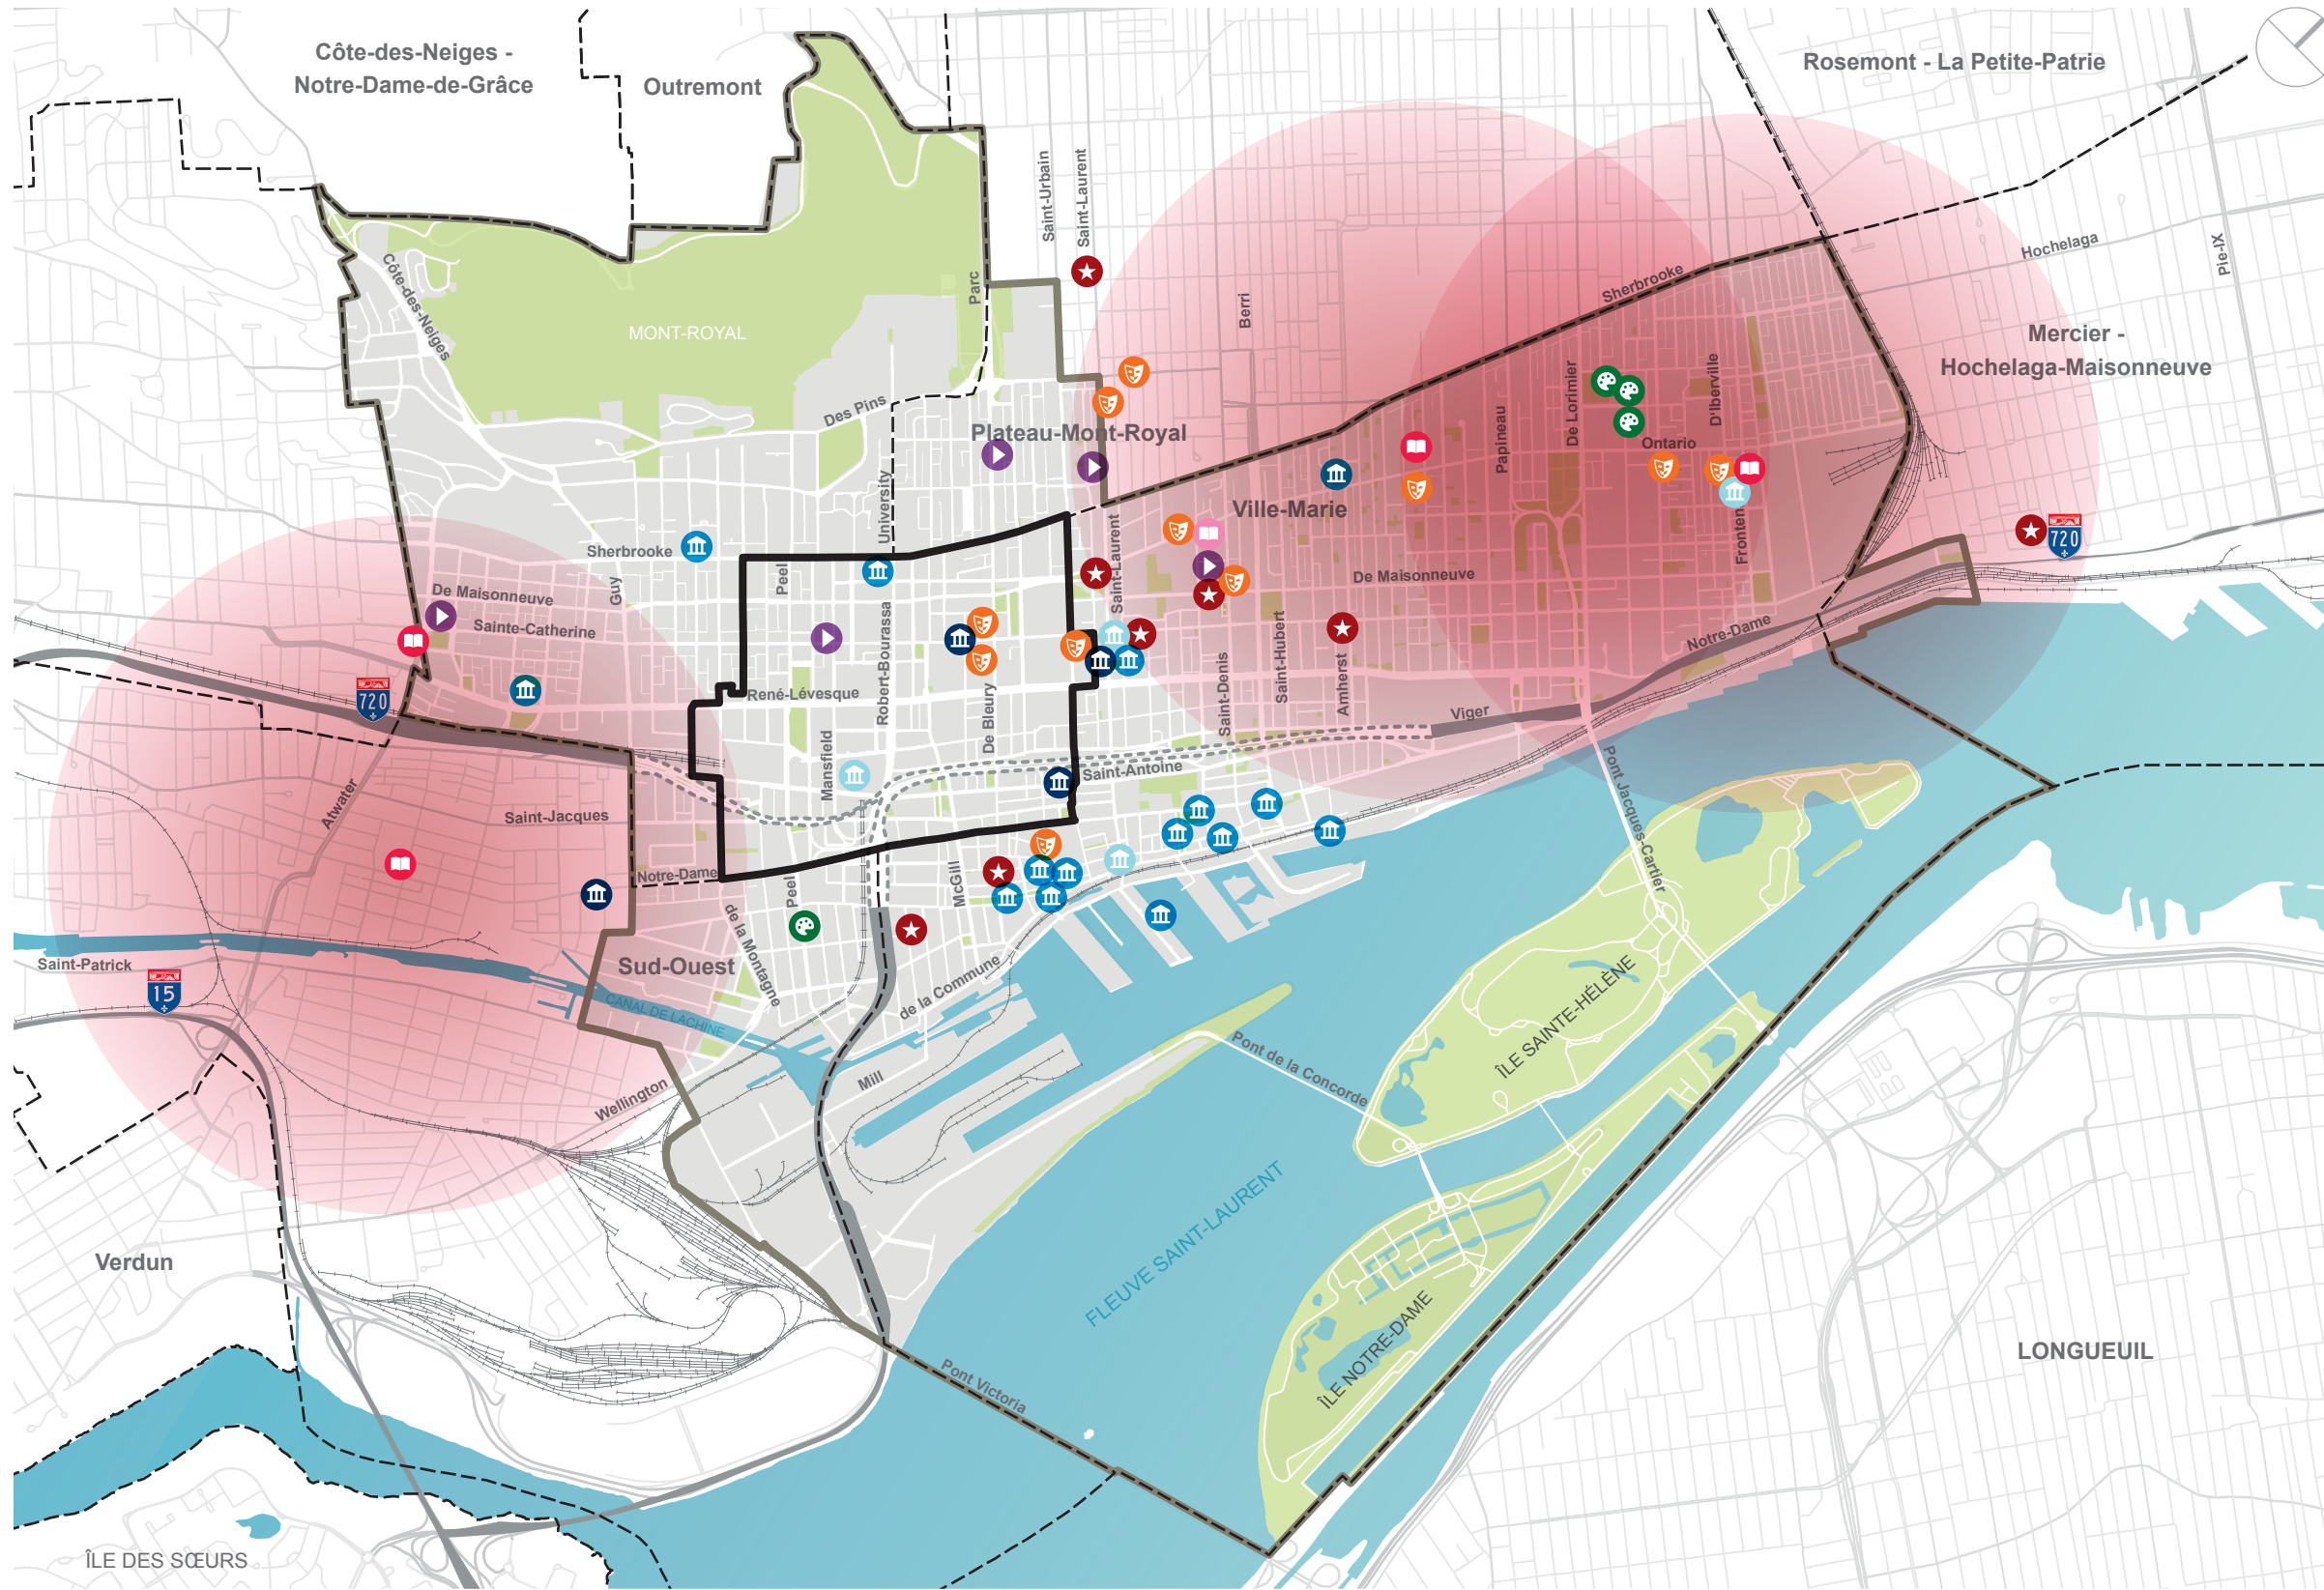 Côte-des-Neiges -
Notre-Dame-de-Grâce
Outremont
Rosemont - La Petite-Patrie
Saint-Urbain
Saint-Laurent
Hochelaga
Pie-IX
Côte-des-Neiges
Parc
Berri
Sherbrooke
MONT-ROYAL
Mercier -
Hochelaga-Maisonneuve
De Lorimier
D'Iberville
Des Pins
Plateau-Mont-Royal
Papineau
Ontario
University
Ville-Marie
Sherbrooke
Saint-Laurent
Fronten
720
Peel
Guy
De Maisonneuve
De Maisonneuve
Sainte-Catherine
Robert-Bourassa
Saint-Hubert
Notre-Dame
René-Lévesque
720
De Bleury
Saint-Denis
Amherst
Viger
Mansfield
Saint-Antoine
Pont Jacques-Cartier
Atwater
Saint-Jacques
Notre-Dame
Peel
McGill
de la Montagne
Saint-Patrick
Sud-Ouest
15
de la Commune
CANAL DE LACHINE
ÎLE SAINTE-HÉLÈNE
Pont de la Concorde
Mill
Wellington
FLEUVE SAINT-LAURENT
Verdun
ÎLE NOTRE-DAME
LONGUEUIL
Pont Victoria
ÎLE DES SŒURS